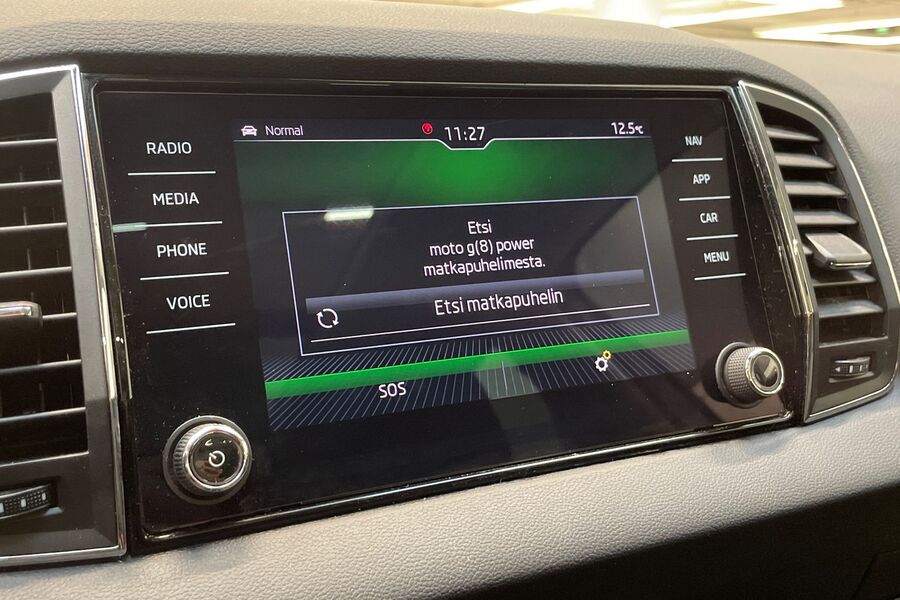 RADIO
MEDIA
PHONE
VOICE
Normal
11:27
12.5°C
Etsi
moto g(8) power
matkapuhelimesta.
Etsi matkapuhelin
SOS
NAV
APP
CAR
MENU